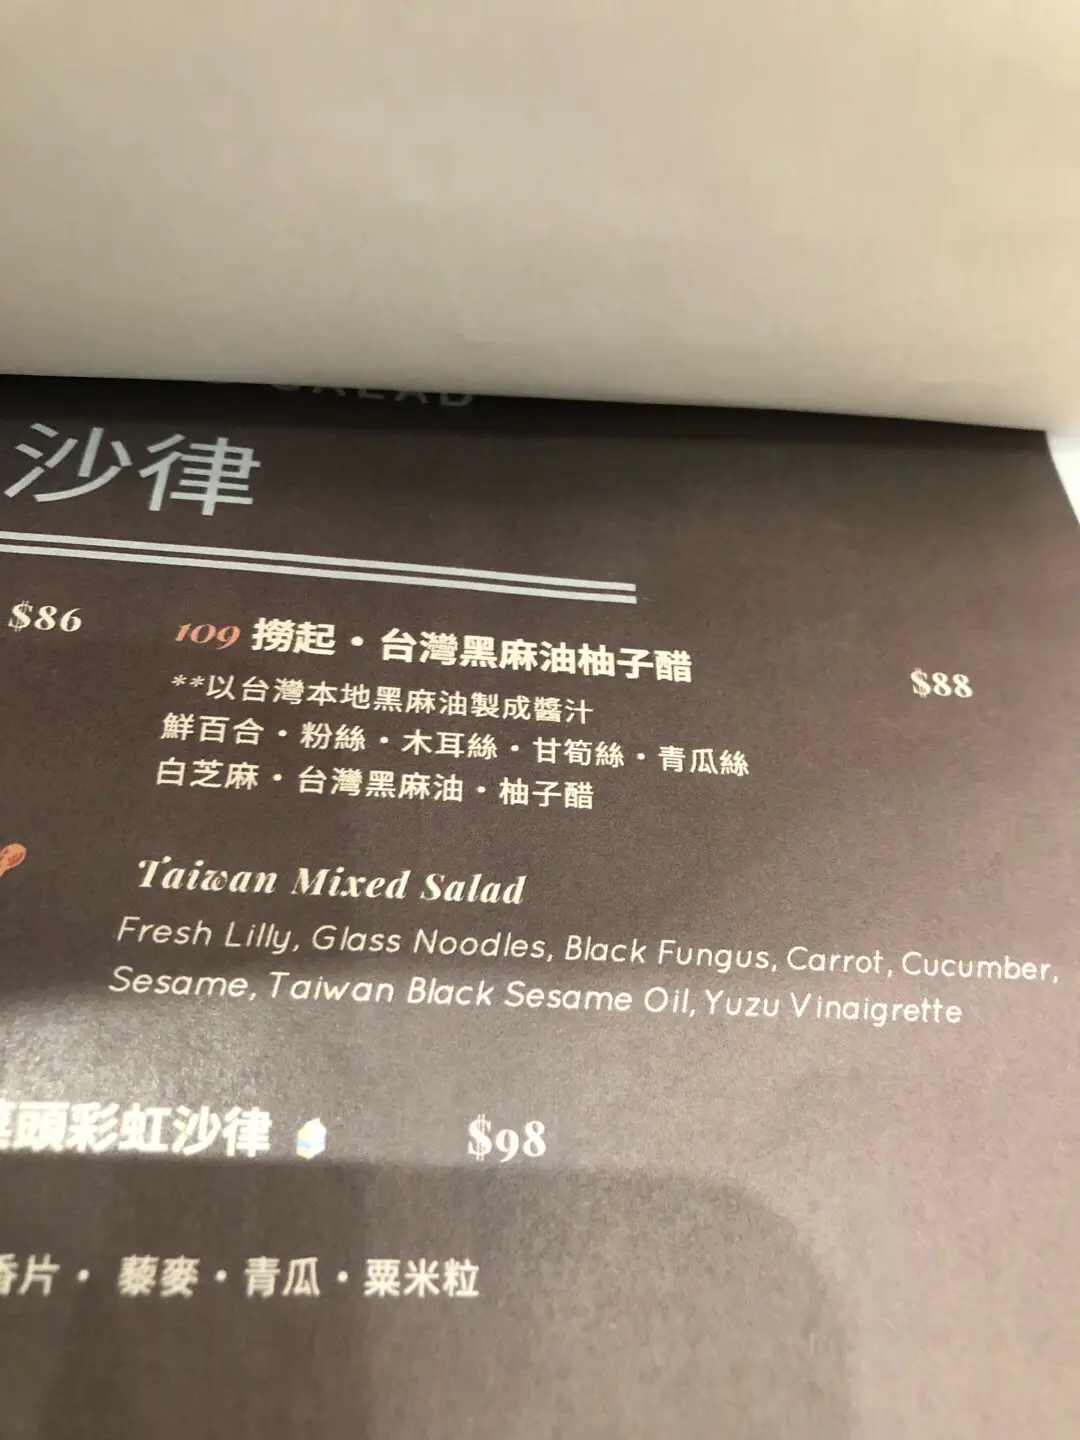 SALAD
沙律
$86
109 撈起・台灣黑麻油柚子醋 $88
**以台灣本地黑麻油製成醬汁
鮮百合・粉絲・木耳絲・甘筍絲・青瓜絲
白芝麻・台灣黑麻油・柚子醋
Taiwan Mixed Salad
Fresh Lilly, Glass Noodles, Black Fungus, Carrot, Cucumber,
Sesame, Taiwan Black Sesame Oil, Yuzu Vinaigrette
頭彩虹沙律 $98
片・藜麥・青瓜・粟米粒